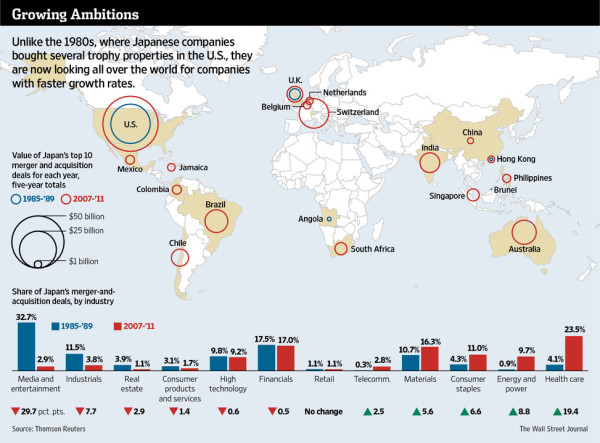 Growing Ambitions
Unlike the 1980s, where Japanese companies
bought several trophy properties in the U.S., they
are now looking all over the world for companies
with faster growth rates.
U.K.
Netherlands
Belgium
Switzerland
U.S.
China
India
Hong Kong
Mexico
Jamaica
Philippines
Colombia
Singapore
Brunei
Brazil
Angola
Chile
South Africa
Australia
Value of Japan's top 10
merger and acquisition
deals for each year,
five-year totals
1985-'89 2007-'11
$50 billion
$25 billion
$1 billion
Share of Japan's merger-and-
acquisition deals, by industry
1985-'89 2007-'11
32.7% 2.9% 11.5% 3.8% 3.9% 1.1% 3.1% 1.7% 9.8% 9.2% 17.5% 17.0% 1.1% 1.1% 0.3% 2.8% 10.7% 16.3% 4.3% 11.0% 0.9% 9.7% 4.1% 23.5%
Media and
entertainment
Industrials
Real
estate
Consumer
products
and services
High
technology
Financials
Retail
Telecomm.
Materials
Consumer
staples
Energy and
power
Health care
▼29.7 pct. pts. ▼7.7 ▼2.9 ▼1.4 ▼0.6 ▼0.5 No change ▲2.5 ▲5.6 ▲6.6 ▲8.8 ▲19.4
Source: Thomson Reuters
The Wall Street Journal